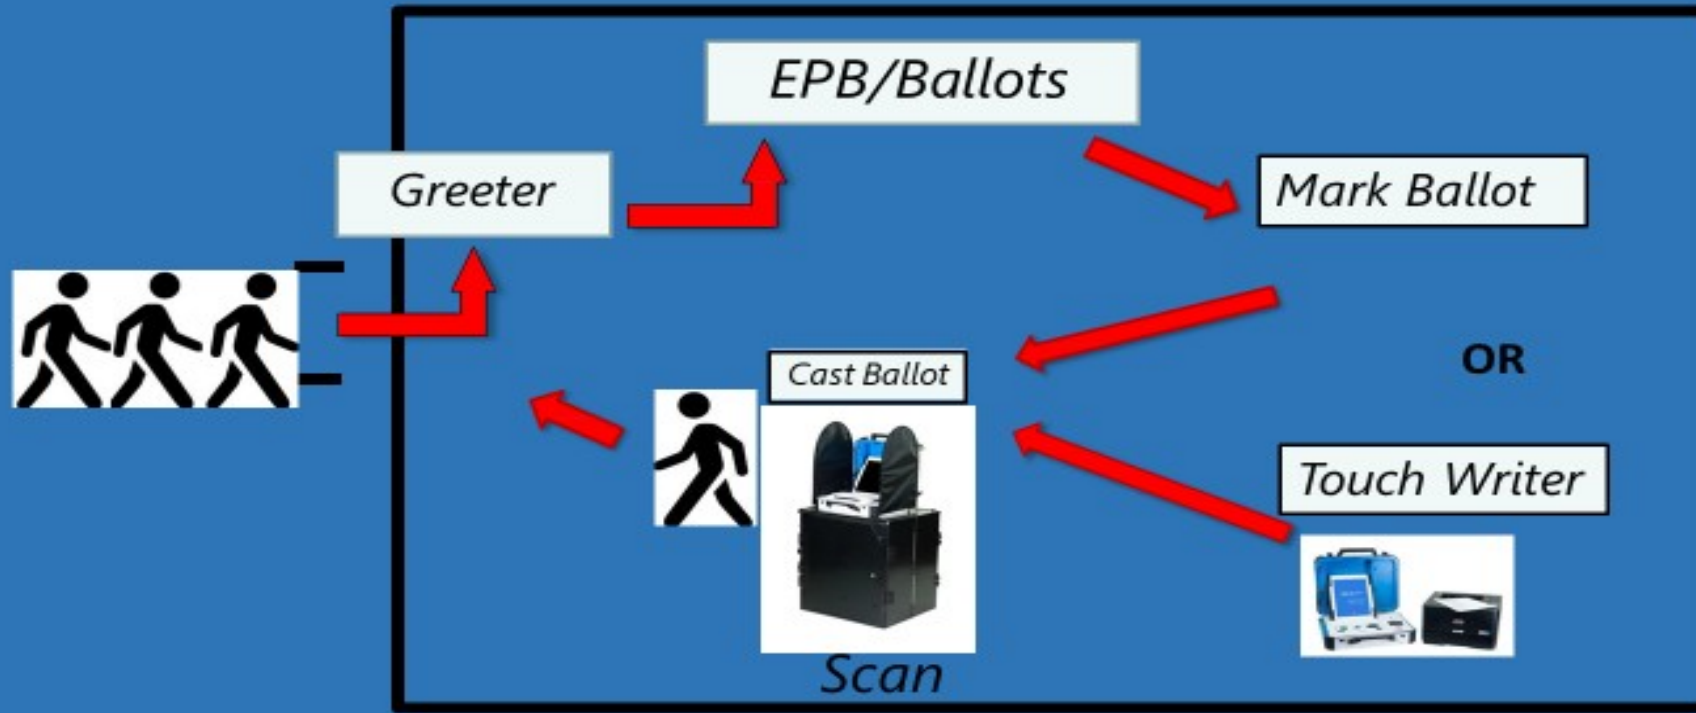 EPB/Ballots
Greeter
Mark Ballot
OR
Cast Ballot
Touch Writer
Scan